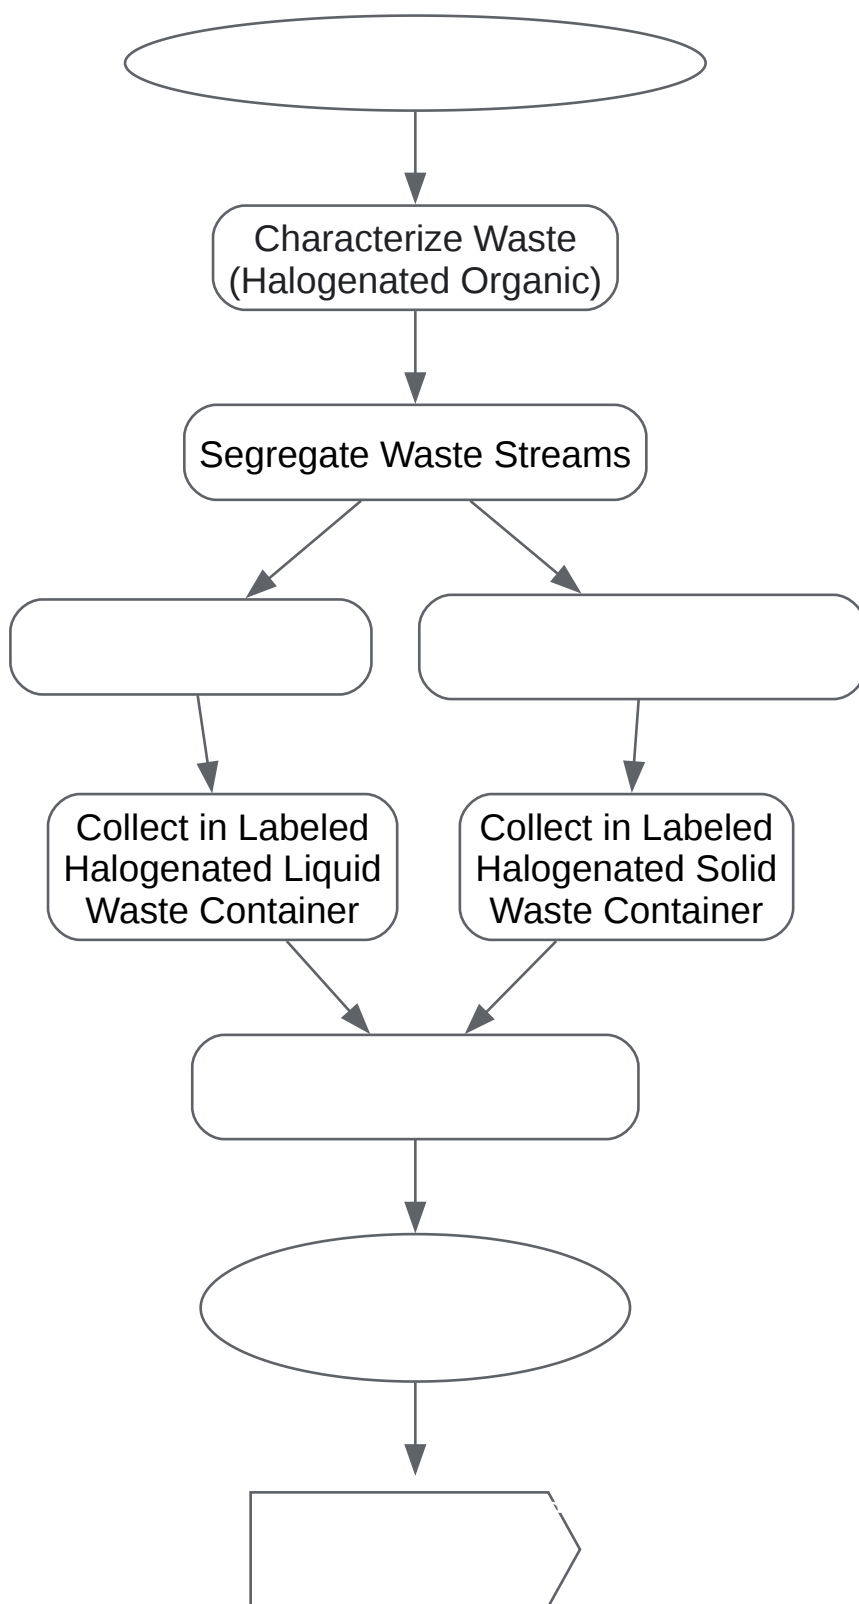 Characterize Waste
(Halogenated Organic)
Segregate Waste Streams
Collect in Labeled
Halogenated Liquid
Waste Container
Collect in Labeled
Halogenated Solid
Waste Container